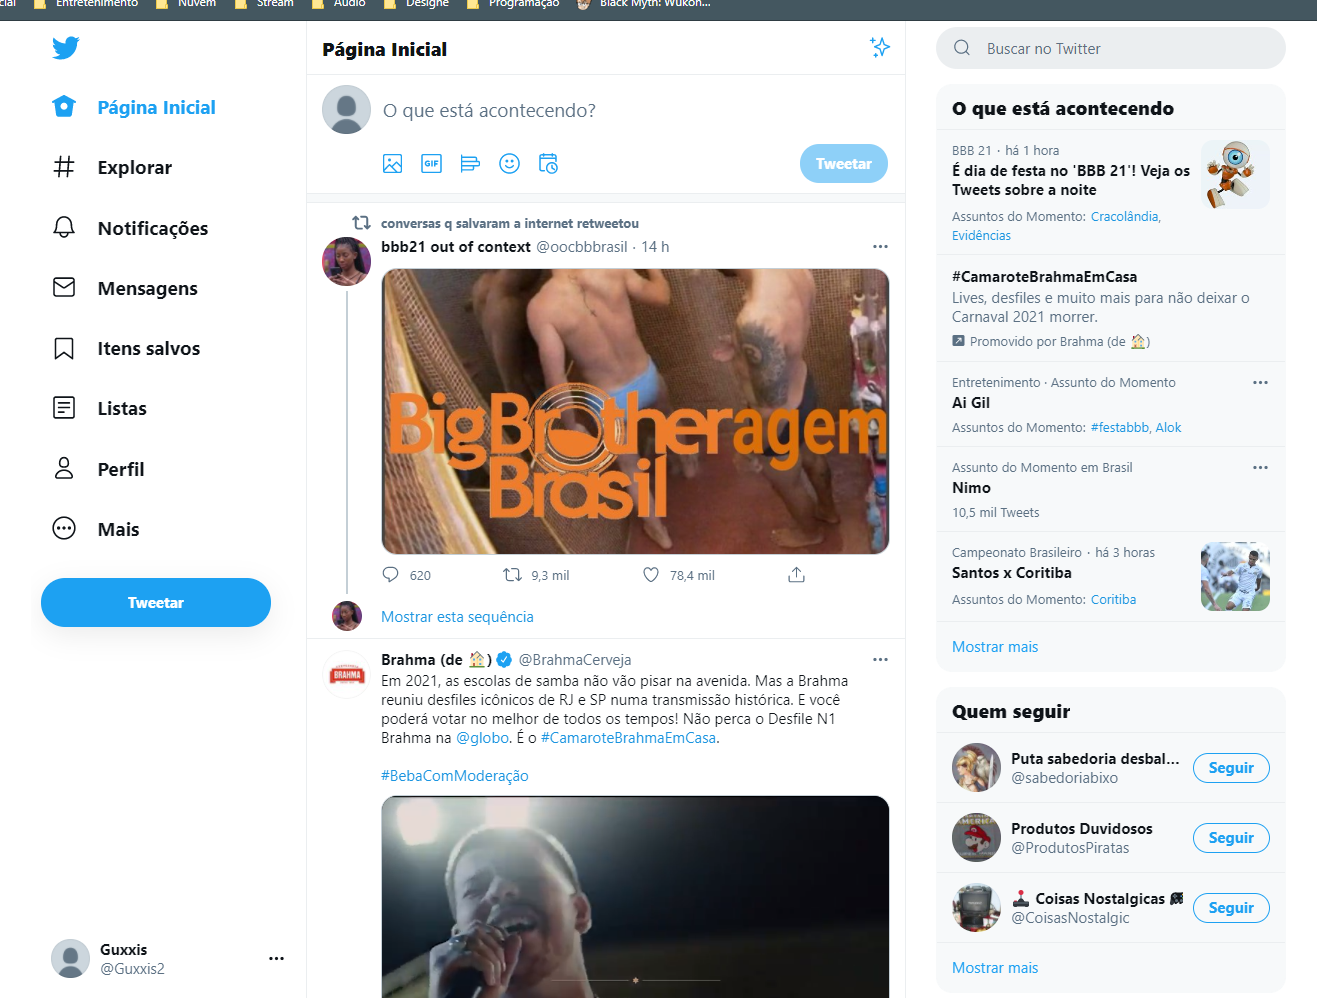 Entretenimento
Nuvem
Stream
Áudio
Designe
Programação
Black Myth: Wukon...
Página Inicial
Explorar
Notificações
Mensagens
Itens salvos
Listas
Perfil
Mais
Tweetar
Guxxis
@Guxxis2
Página Inicial
O que está acontecendo?
GIF
Tweetar
conversas q salvaram a internet retweetou
bbb21 out of context @oocbbbrasil · 14 h
BigBrotheragem
Brasil
620 9,3 mil 78,4 mil
Mostrar esta sequência
BRAHMA
Brahma (de 🏠) @BrahmaCerveja
Em 2021, as escolas de samba não vão pisar na avenida. Mas a Brahma
reuniu desfiles icônicos de RJ e SP numa transmissão histórica. E você
poderá votar no melhor de todos os tempos! Não perca o Desfile N1
Brahma na @globo. É o #CamaroteBrahmaEmCasa.
#BebaComModeração
Buscar no Twitter
O que está acontecendo
BBB 21 · há 1 hora
É dia de festa no 'BBB 21'! Veja os
Tweets sobre a noite
Assuntos do Momento: Cracolândia,
Evidências
#CamaroteBrahmaEmCasa
Lives, desfiles e muito mais para não deixar o
Carnaval 2021 morrer.
Promovido por Brahma (de 🏠)
Entretenimento · Assunto do Momento
Ai Gil
Assuntos do Momento: #festabbb, Alok
Assunto do Momento em Brasil
Nimo
10,5 mil Tweets
Campeonato Brasileiro · há 3 horas
Santos x Coritiba
Assuntos do Momento: Coritiba
Mostrar mais
Quem seguir
Puta sabedoria desbal...
@sabedoriabixo
Seguir
Produtos Duvidosos
@ProdutosPiratas
Seguir
🕹️ Coisas Nostalgicas
@CoisasNostalgic
Seguir
Mostrar mais